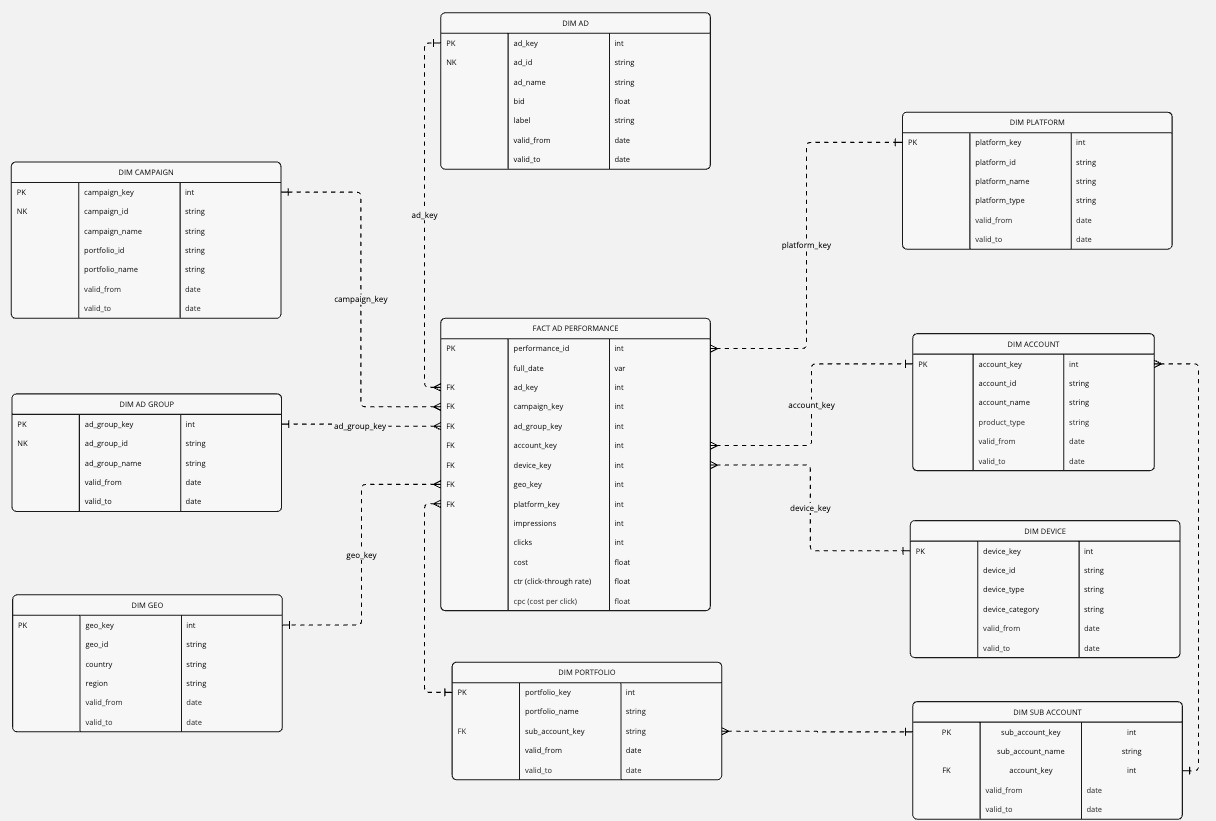 DIM AD
PK ad_key int
NK ad_id string
ad_name string
bid float
label string
valid_from date
valid_to date
DIM PLATFORM
PK platform_key int
platform_id string
platform_name string
platform_type string
valid_from date
valid_to date
DIM CAMPAIGN
PK campaign_key int
NK campaign_id string
campaign_name string
portfolio_id string
portfolio_name string
valid_from date
valid_to date
ad_key
platform_key
campaign_key
FACT AD PERFORMANCE
PK performance_id int
full_date var
FK ad_key int
FK campaign_key int
FK ad_group_key int
FK account_key int
FK device_key int
FK geo_key int
FK platform_key int
impressions int
clicks int
cost float
ctr (click-through rate) float
cpc (cost per click) float
DIM ACCOUNT
PK account_key int
account_id string
account_name string
product_type string
valid_from date
valid_to date
account_key
DIM AD GROUP
PK ad_group_key int
NK ad_group_id string
ad_group_name string
valid_from date
valid_to date
ad_group_key
device_key
geo_key
DIM DEVICE
PK device_key int
device_id string
device_type string
device_category string
valid_from date
valid_to date
DIM GEO
PK geo_key int
geo_id string
country string
region string
valid_from date
valid_to date
DIM PORTFOLIO
PK portfolio_key int
portfolio_name string
FK sub_account_key string
valid_from date
valid_to date
DIM SUB ACCOUNT
PK sub_account_key int
sub_account_name string
FK account_key int
valid_from date
valid_to date